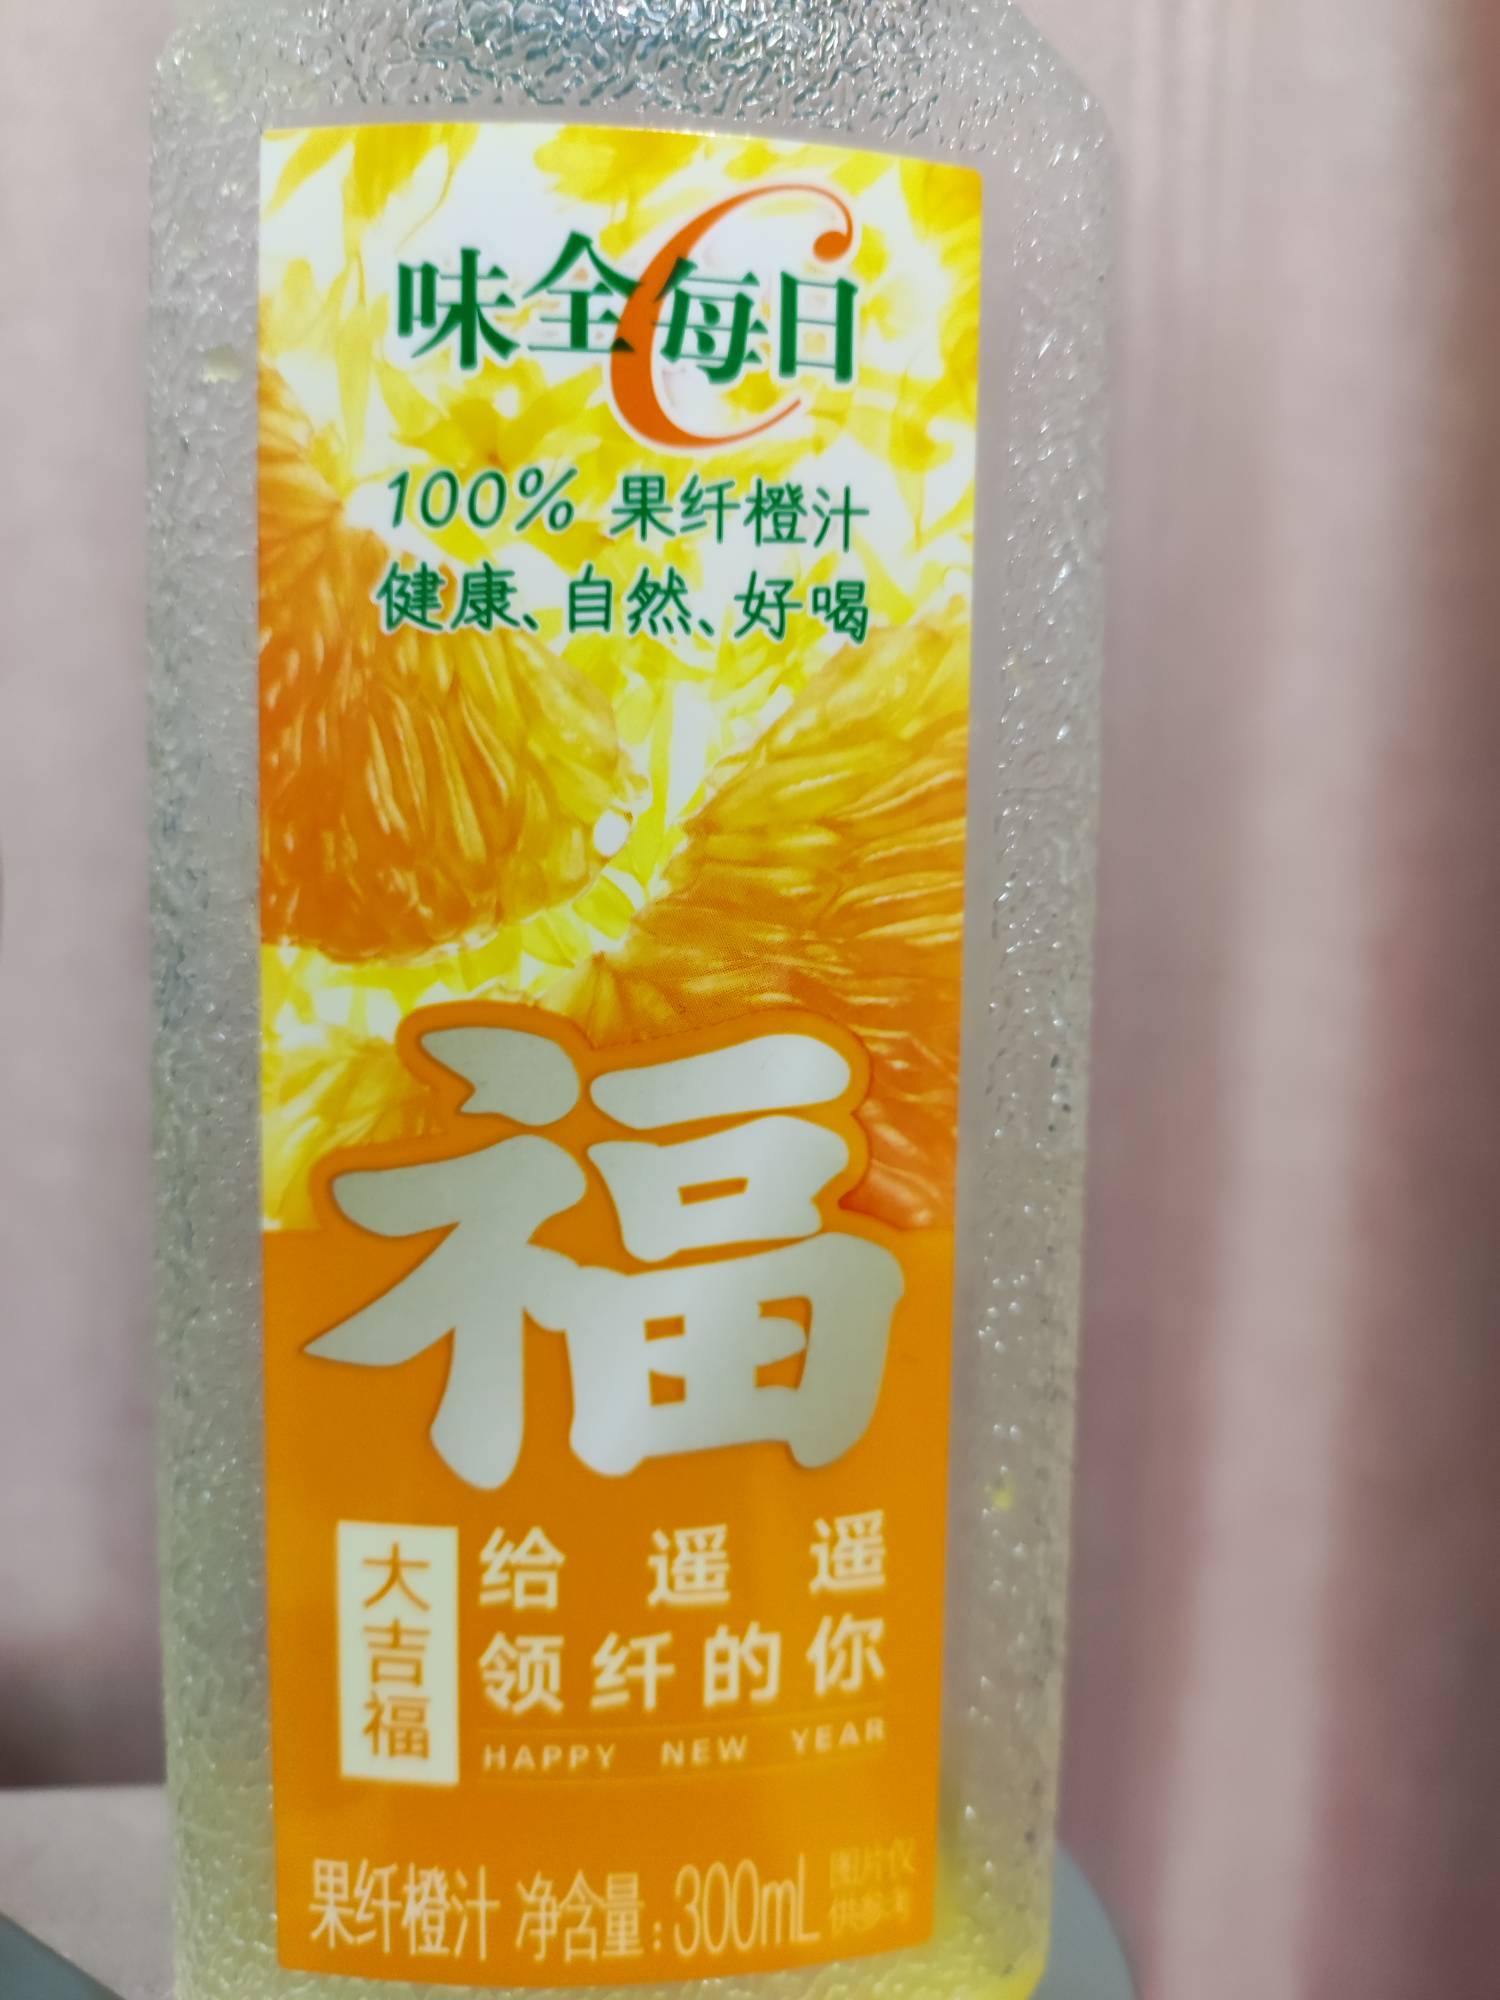 味全每日C
100% 果纤橙汁
健康、自然、好喝
福
大吉福
给遥遥
领纤的你
HAPPY NEW YEAR
果纤橙汁 净含量:300mL
图片仅
供参考